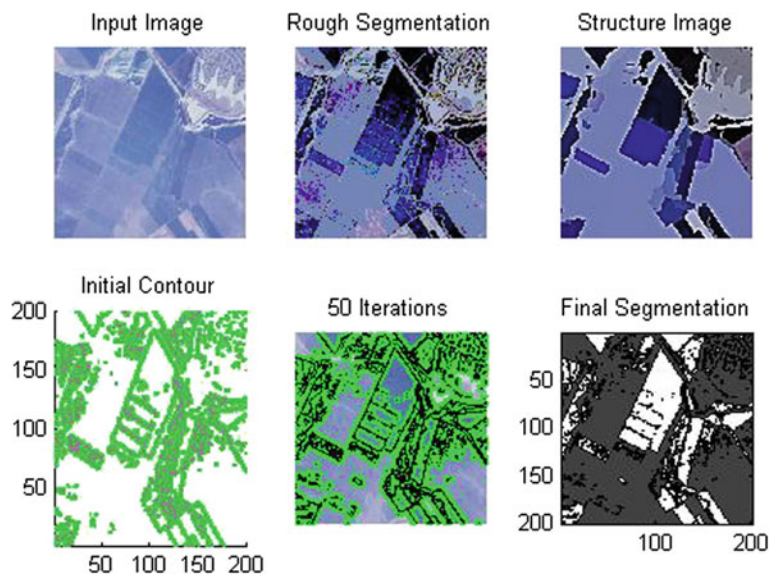 Input Image
Rough Segmentation
Structure Image
Initial Contour
50 Iterations
Final Segmentation
200
150
100
50
50 100 150 200
50
100
150
200
100 200